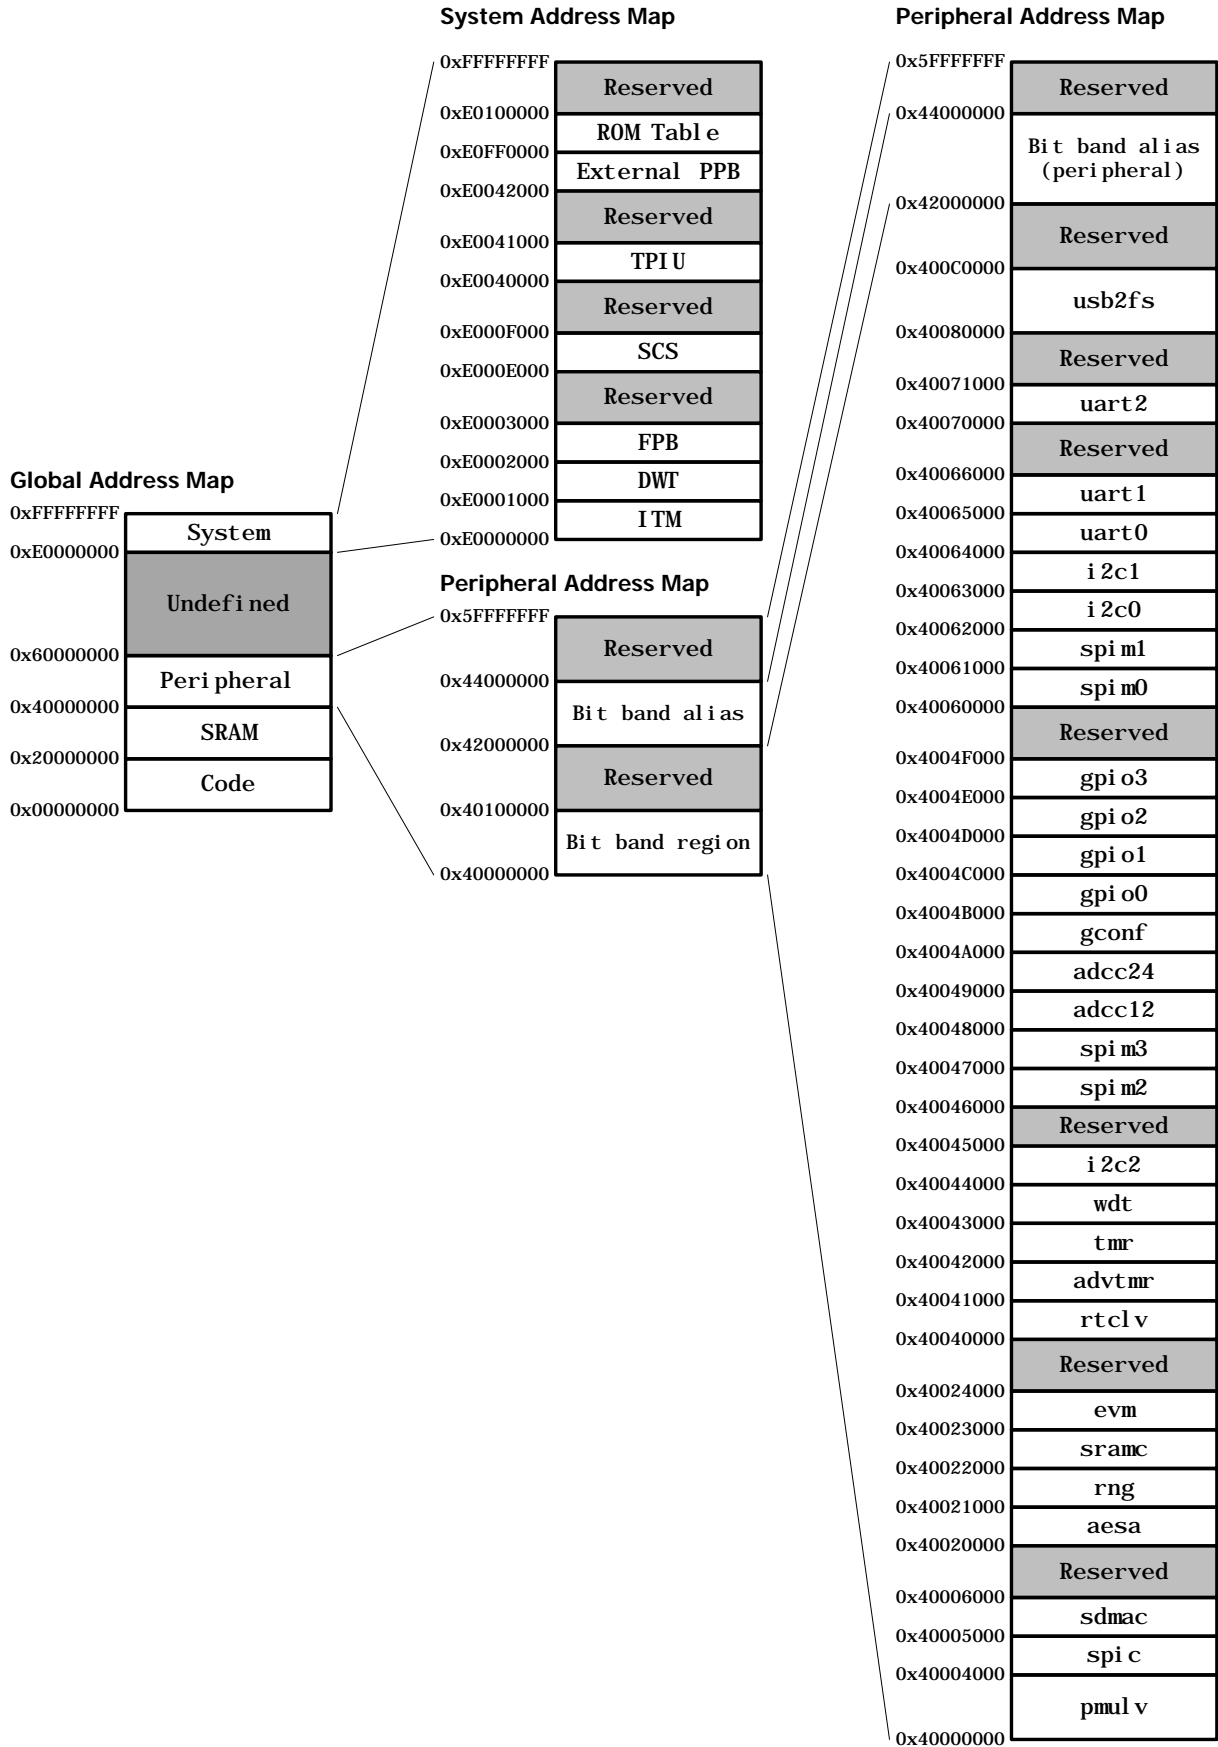 System Address Map
0xFFFFFFFF
Reserved
0xE0100000
ROM Table
0xE0FF0000
External PPB
0xE0042000
Reserved
0xE0041000
TPIU
0xE0040000
Reserved
0xE000F000
SCS
0xE000E000
Reserved
0xE0003000
FPB
0xE0002000
DWT
0xE0001000
ITM
0xE0000000
Global Address Map
0xFFFFFFFF
System
0xE0000000
Undefined
0x60000000
Peripheral
0x40000000
SRAM
0x20000000
Code
0x00000000
Peripheral Address Map
0x5FFFFFFF
Reserved
0x44000000
Bit band alias
0x42000000
Reserved
0x40100000
Bit band region
0x40000000
Peripheral Address Map
0x5FFFFFFF
Reserved
0x44000000
Bit band alias
(peripheral)
0x42000000
Reserved
0x400C0000
usb2fs
0x40080000
Reserved
0x40071000
uart2
0x40070000
Reserved
0x40066000
uart1
0x40065000
uart0
0x40064000
i2c1
0x40063000
i2c0
0x40062000
spim1
0x40061000
spim0
0x40060000
Reserved
0x4004F000
gpio3
0x4004E000
gpio2
0x4004D000
gpio1
0x4004C000
gpio0
0x4004B000
gconf
0x4004A000
adcc24
0x40049000
adcc12
0x40048000
spim3
0x40047000
spim2
0x40046000
Reserved
0x40045000
i2c2
0x40044000
wdt
0x40043000
tmr
0x40042000
advtmr
0x40041000
rtclv
0x40040000
Reserved
0x40024000
evm
0x40023000
sramc
0x40022000
rng
0x40021000
aesa
0x40020000
Reserved
0x40006000
sdmac
0x40005000
spic
0x40004000
pmulv
0x40000000